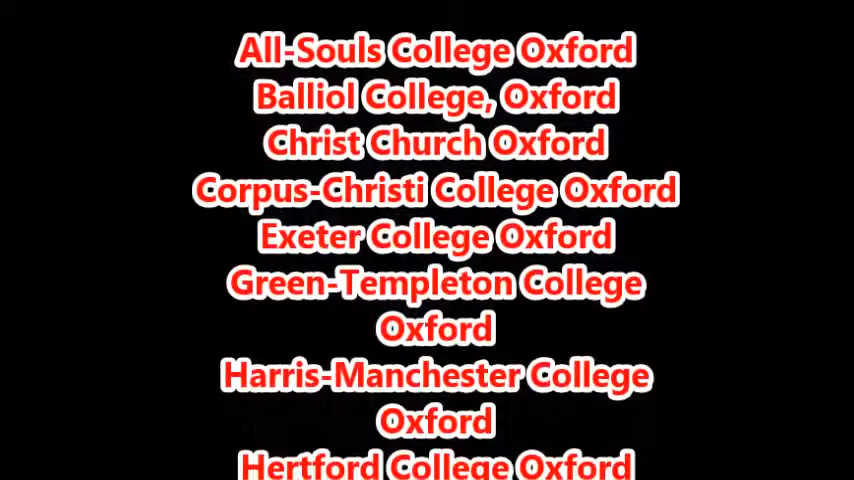 All-Souls College Oxford
Balliol College, Oxford
Christ Church Oxford
Corpus-Christi College Oxford
Exeter College Oxford
Green-Templeton College
Oxford
Harris-Manchester College
Oxford
Hertford College Oxford